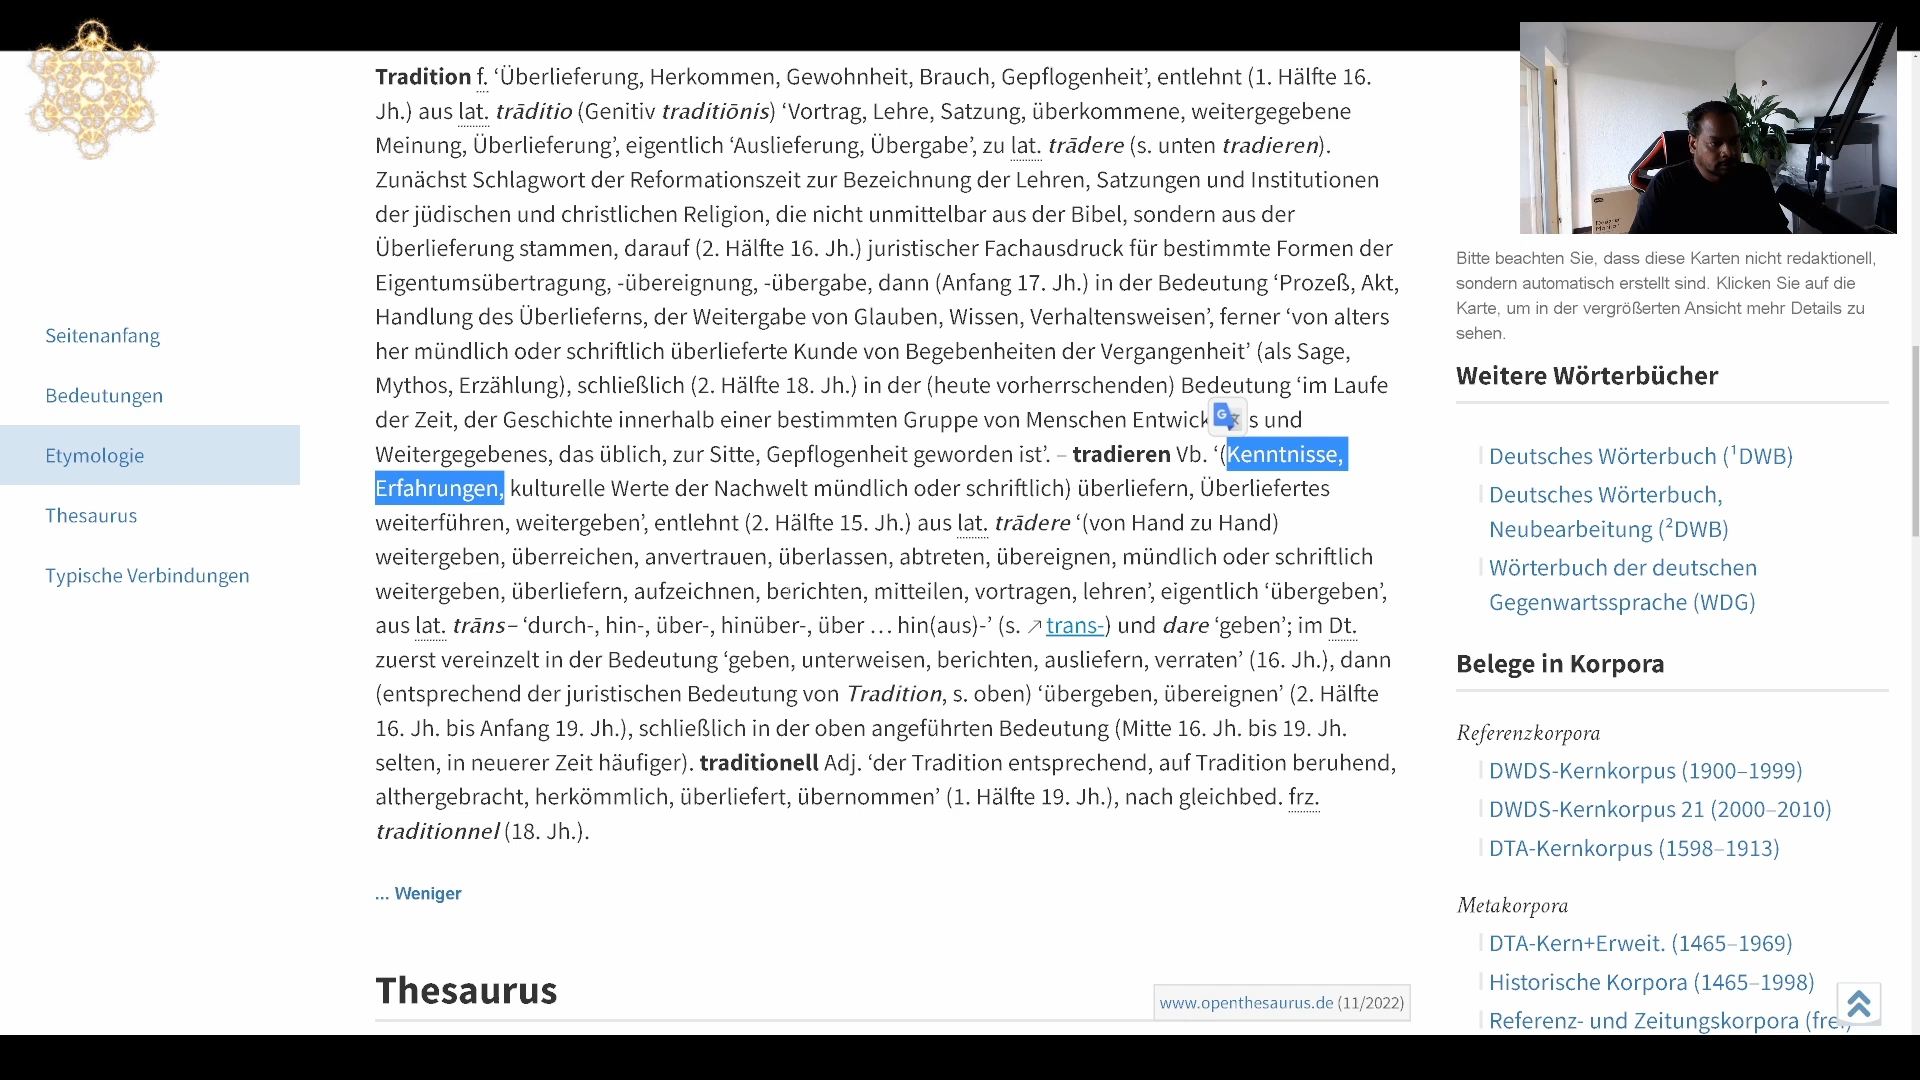 Tradition f. ‘Überlieferung, Herkommen, Gewohnheit, Brauch, Gepflogenheit’, entlehnt (1. Hälfte 16.
Jh.) aus lat. trāditio (Genitiv traditiōnis) ‘Vortrag, Lehre, Satzung, überkommene, weitergegebene
Meinung, Überlieferung’, eigentlich ‘Auslieferung, Übergabe’, zu lat. trādere (s. unten tradieren).
Zunächst Schlagwort der Reformationszeit zur Bezeichnung der Lehren, Satzungen und Institutionen
der jüdischen und christlichen Religion, die nicht unmittelbar aus der Bibel, sondern aus der
Überlieferung stammen, darauf (2. Hälfte 16. Jh.) juristischer Fachausdruck für bestimmte Formen der
Eigentumsübertragung, -übereignung, -übergabe, dann (Anfang 17. Jh.) in der Bedeutung ‘Prozeß, Akt,
Handlung des Überlieferns, der Weitergabe von Glauben, Wissen, Verhaltensweisen’, ferner ‘von alters
her mündlich oder schriftlich überlieferte Kunde von Begebenheiten der Vergangenheit’ (als Sage,
Mythos, Erzählung), schließlich (2. Hälfte 18. Jh.) in der (heute vorherrschenden) Bedeutung ‘im Laufe
der Zeit, der Geschichte innerhalb einer bestimmten Gruppe von Menschen Entwick s und
Weitergegebenes, das üblich, zur Sitte, Gepflogenheit geworden ist’. – tradieren Vb. ‘(Kenntnisse,
Erfahrungen, kulturelle Werte der Nachwelt mündlich oder schriftlich) überliefern, Überliefertes
weiterführen, weitergeben’, entlehnt (2. Hälfte 15. Jh.) aus lat. trādere ‘(von Hand zu Hand)
weitergeben, überreichen, anvertrauen, überlassen, abtreten, übereignen, mündlich oder schriftlich
weitergeben, überliefern, aufzeichnen, berichten, mitteilen, vortragen, lehren’, eigentlich ‘übergeben’,
aus lat. trāns– ‘durch-, hin-, über-, hinüber-, über … hin(aus)-’ (s. ↗ trans-) und dare ‘geben’; im Dt.
zuerst vereinzelt in der Bedeutung ‘geben, unterweisen, berichten, ausliefern, verraten’ (16. Jh.), dann
(entsprechend der juristischen Bedeutung von Tradition, s. oben) ‘übergeben, übereignen’ (2. Hälfte
16. Jh. bis Anfang 19. Jh.), schließlich in der oben angeführten Bedeutung (Mitte 16. Jh. bis 19. Jh.
selten, in neuerer Zeit häufiger). traditionell Adj. ‘der Tradition entsprechend, auf Tradition beruhend,
althergebracht, herkömmlich, überliefert, übernommen’ (1. Hälfte 19. Jh.), nach gleichbed. frz.
traditionnel (18. Jh.).
... Weniger
Thesaurus
www.openthesaurus.de (11/2022)
Seitenanfang
Bedeutungen
Etymologie
Thesaurus
Typische Verbindungen
Bitte beachten Sie, dass diese Karten nicht redaktionell,
sondern automatisch erstellt sind. Klicken Sie auf die
Karte, um in der vergrößerten Ansicht mehr Details zu
sehen.
Weitere Wörterbücher
Deutsches Wörterbuch (¹DWB)
Deutsches Wörterbuch,
Neubearbeitung (²DWB)
Wörterbuch der deutschen
Gegenwartssprache (WDG)
Belege in Korpora
Referenzkorpora
DWDS-Kernkorpus (1900–1999)
DWDS-Kernkorpus 21 (2000–2010)
DTA-Kernkorpus (1598–1913)
Metakorpora
DTA-Kern+Erweit. (1465–1969)
Historische Korpora (1465–1998)
Referenz- und Zeitungskorpora (frei)